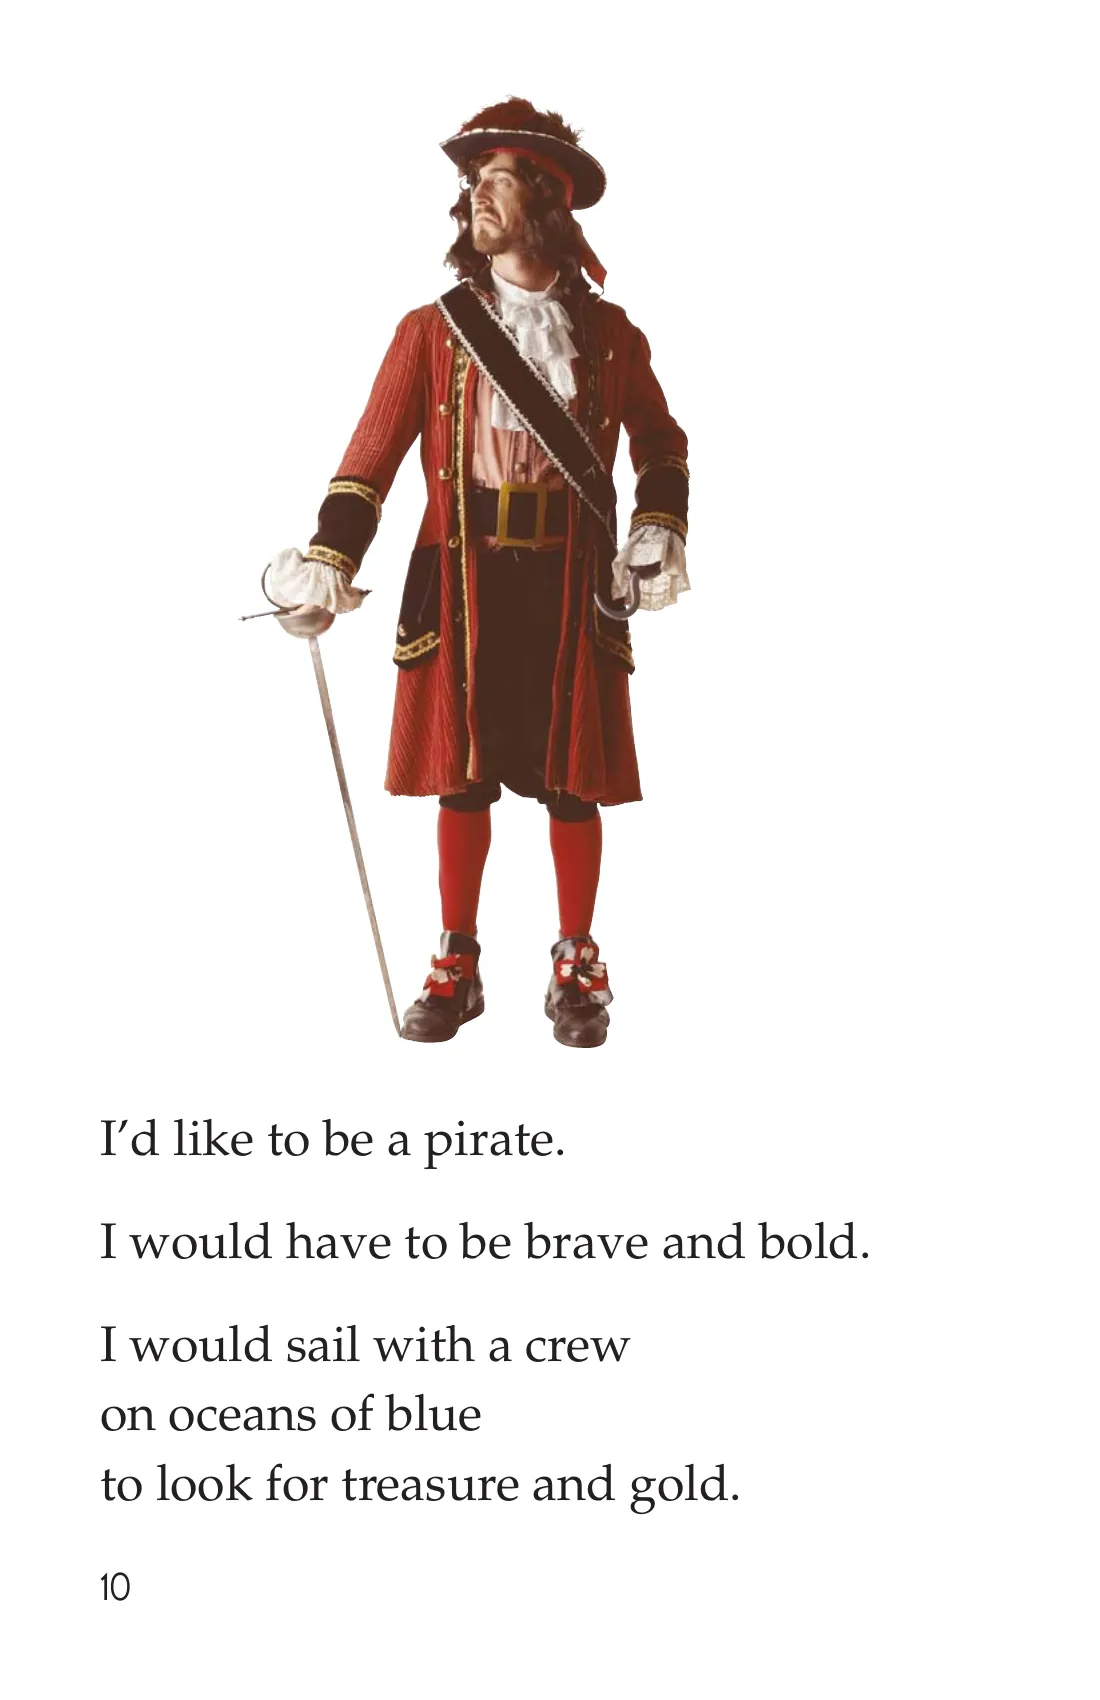 I’d like to be a pirate.
I would have to be brave and bold.
I would sail with a crew
on oceans of blue
to look for treasure and gold.
10